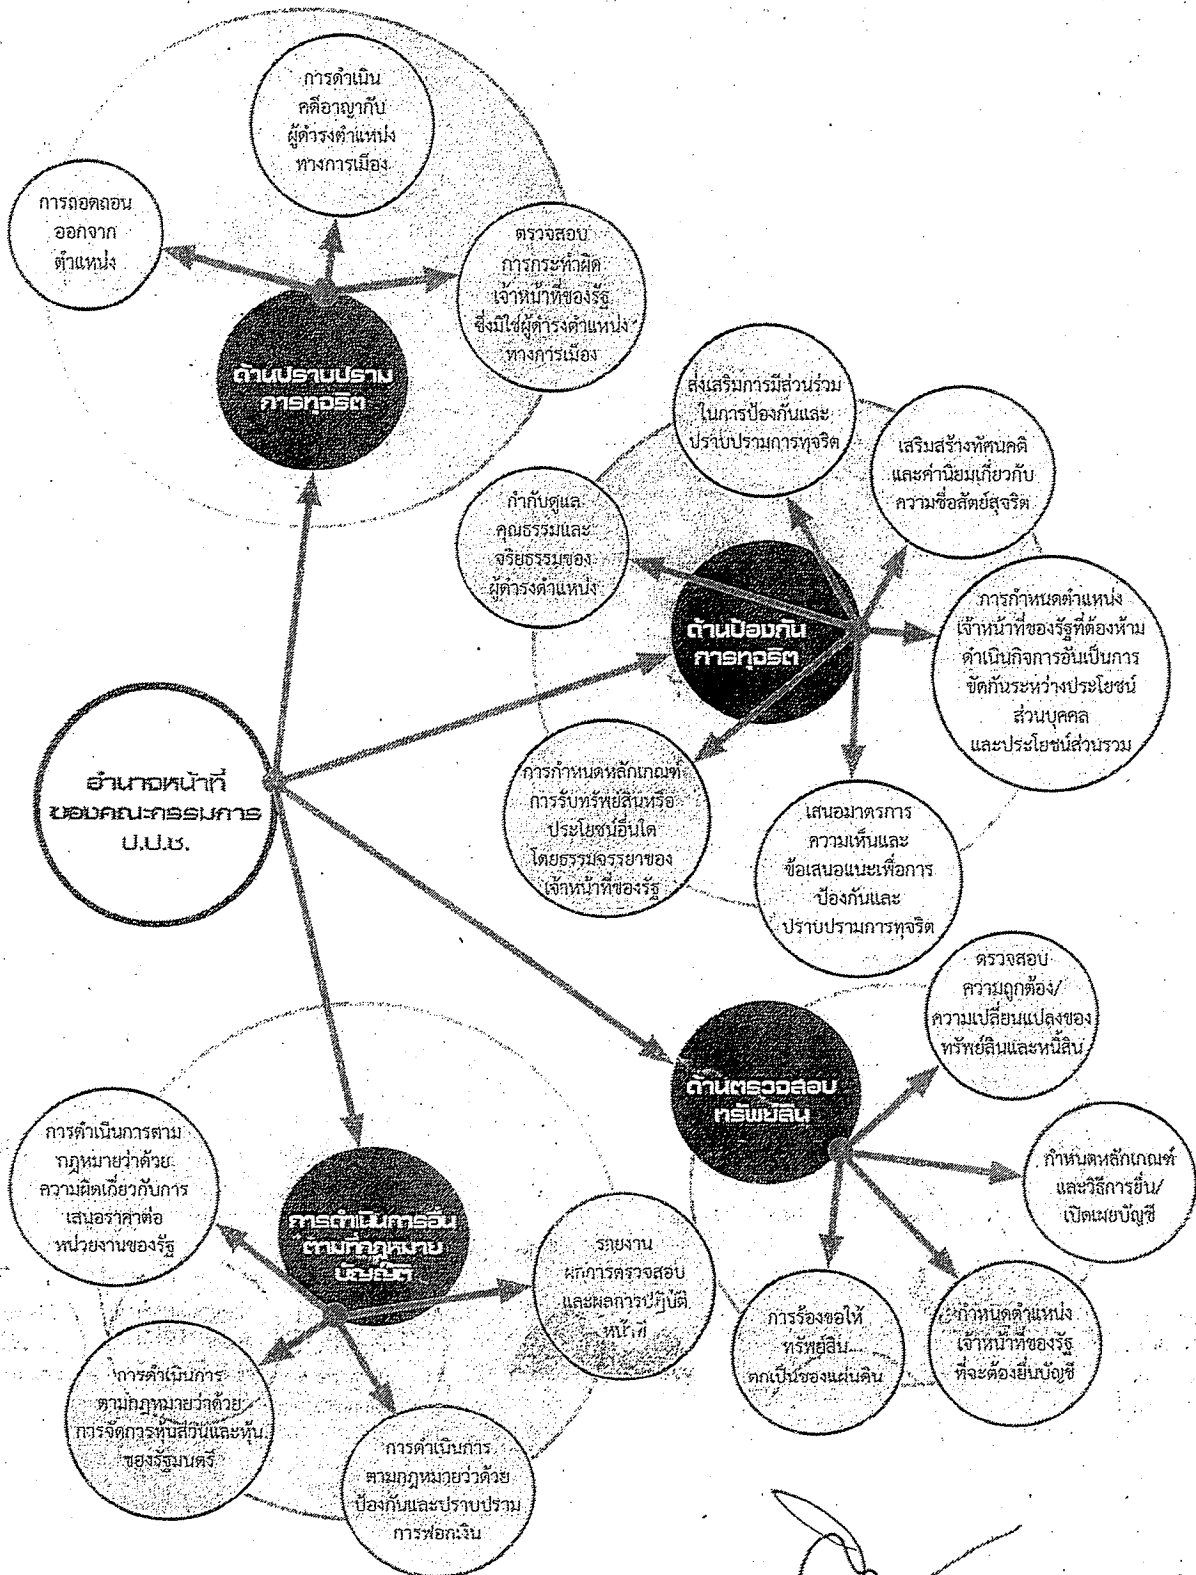 การดำเนิน
คดีอาญากับ
ผู้ดำรงตำแหน่ง
ทางการเมือง
การถอดถอน
ออกจาก
ตำแหน่ง
ตรวจสอบ
การกระทำผิด
เจ้าหน้าที่ของรัฐ
ซึ่งมิใช่ผู้ดำรงตำแหน่ง
ทางการเมือง
ด้านปราบปราม
การทุจริต
ส่งเสริมการมีส่วนร่วม
ในการป้องกันและ
ปราบปรามการทุจริต
เสริมสร้างทัศนคติ
และค่านิยมเกี่ยวกับ
ความซื่อสัตย์สุจริต
กำกับดูแล
คุณธรรมและ
จริยธรรมของ
ผู้ดำรงตำแหน่ง
ด้านป้องกัน
การทุจริต
การกำหนดตำแหน่ง
เจ้าหน้าที่ของรัฐที่ต้องห้าม
ดำเนินกิจการอันเป็นการ
ขัดกันระหว่างประโยชน์
ส่วนบุคคล
และประโยชน์ส่วนรวม
อำนาจหน้าที่
ของคณะกรรมการ
ป.ป.ช.
การกำหนดหลักเกณฑ์
การรับทรัพย์สินหรือ
ประโยชน์อื่นใด
โดยธรรมจรรยาของ
เจ้าหน้าที่ของรัฐ
เสนอมาตรการ
ความเห็นและ
ข้อเสนอแนะเพื่อการ
ป้องกันและ
ปราบปรามการทุจริต
ตรวจสอบ
ความถูกต้อง/
ความเปลี่ยนแปลงของ
ทรัพย์สินและหนี้สิน
ด้านตรวจสอบ
ทรัพย์สิน
กำหนดหลักเกณฑ์
และวิธีการยื่น/
เปิดเผยบัญชี
การร้องขอให้
ทรัพย์สิน
ตกเป็นของแผ่นดิน
กำหนดตำแหน่ง
เจ้าหน้าที่ของรัฐ
ที่จะต้องยื่นบัญชี
การดำเนินการตาม
กฎหมายว่าด้วย
ความผิดเกี่ยวกับการ
เสนอราคาต่อ
หน่วยงานของรัฐ
การดำเนินการอื่น
ตามที่กฎหมาย
บัญญัติ
รายงาน
ผลการตรวจสอบ
และผลการปฏิบัติ
หน้าที่
การดำเนินการ
ตามกฎหมายว่าด้วย
การจัดการหุ้นส่วนและหุ้น
ของรัฐมนตรี
การดำเนินการ
ตามกฎหมายว่าด้วย
ป้องกันและปราบปราม
การฟอกเงิน